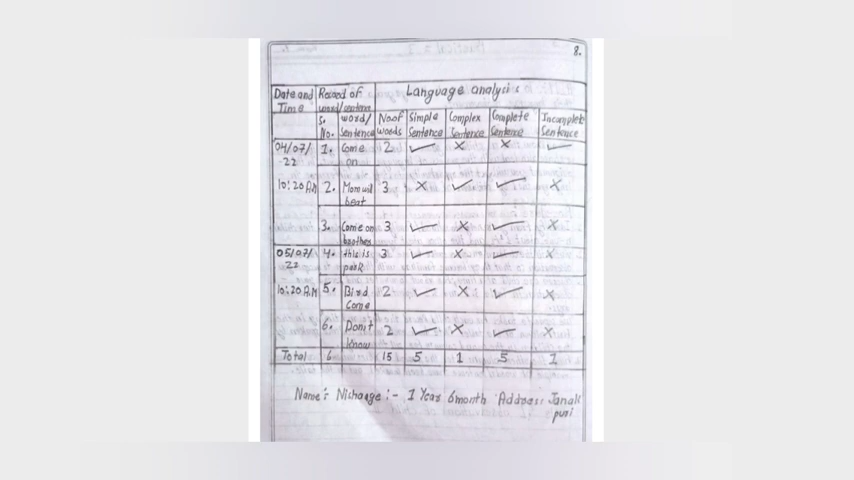 8.
Date and Time Record of word/sentence Language analysis
S. No. word/ Sentence No of words Simple Sentence Complex Sentence Complete Sentence Incomplete Sentence
04/07/22 1. Come on 2 ✓ × × ✓
10:20 A.M 2. Mom will beat 3 × ✓ ✓ ×
3. Come on brother 3 ✓ × ✓ ×
05/07/22 4. this is park 3 ✓ × ✓ ×
10:20 A.M 5. Bird Come 2 ✓ × ✓ ×
6. Don't know 2 ✓ × ✓ ×
Total 6 15 5 1 5 1
Name:- :- 1 Year 6month Address: Janak
puri